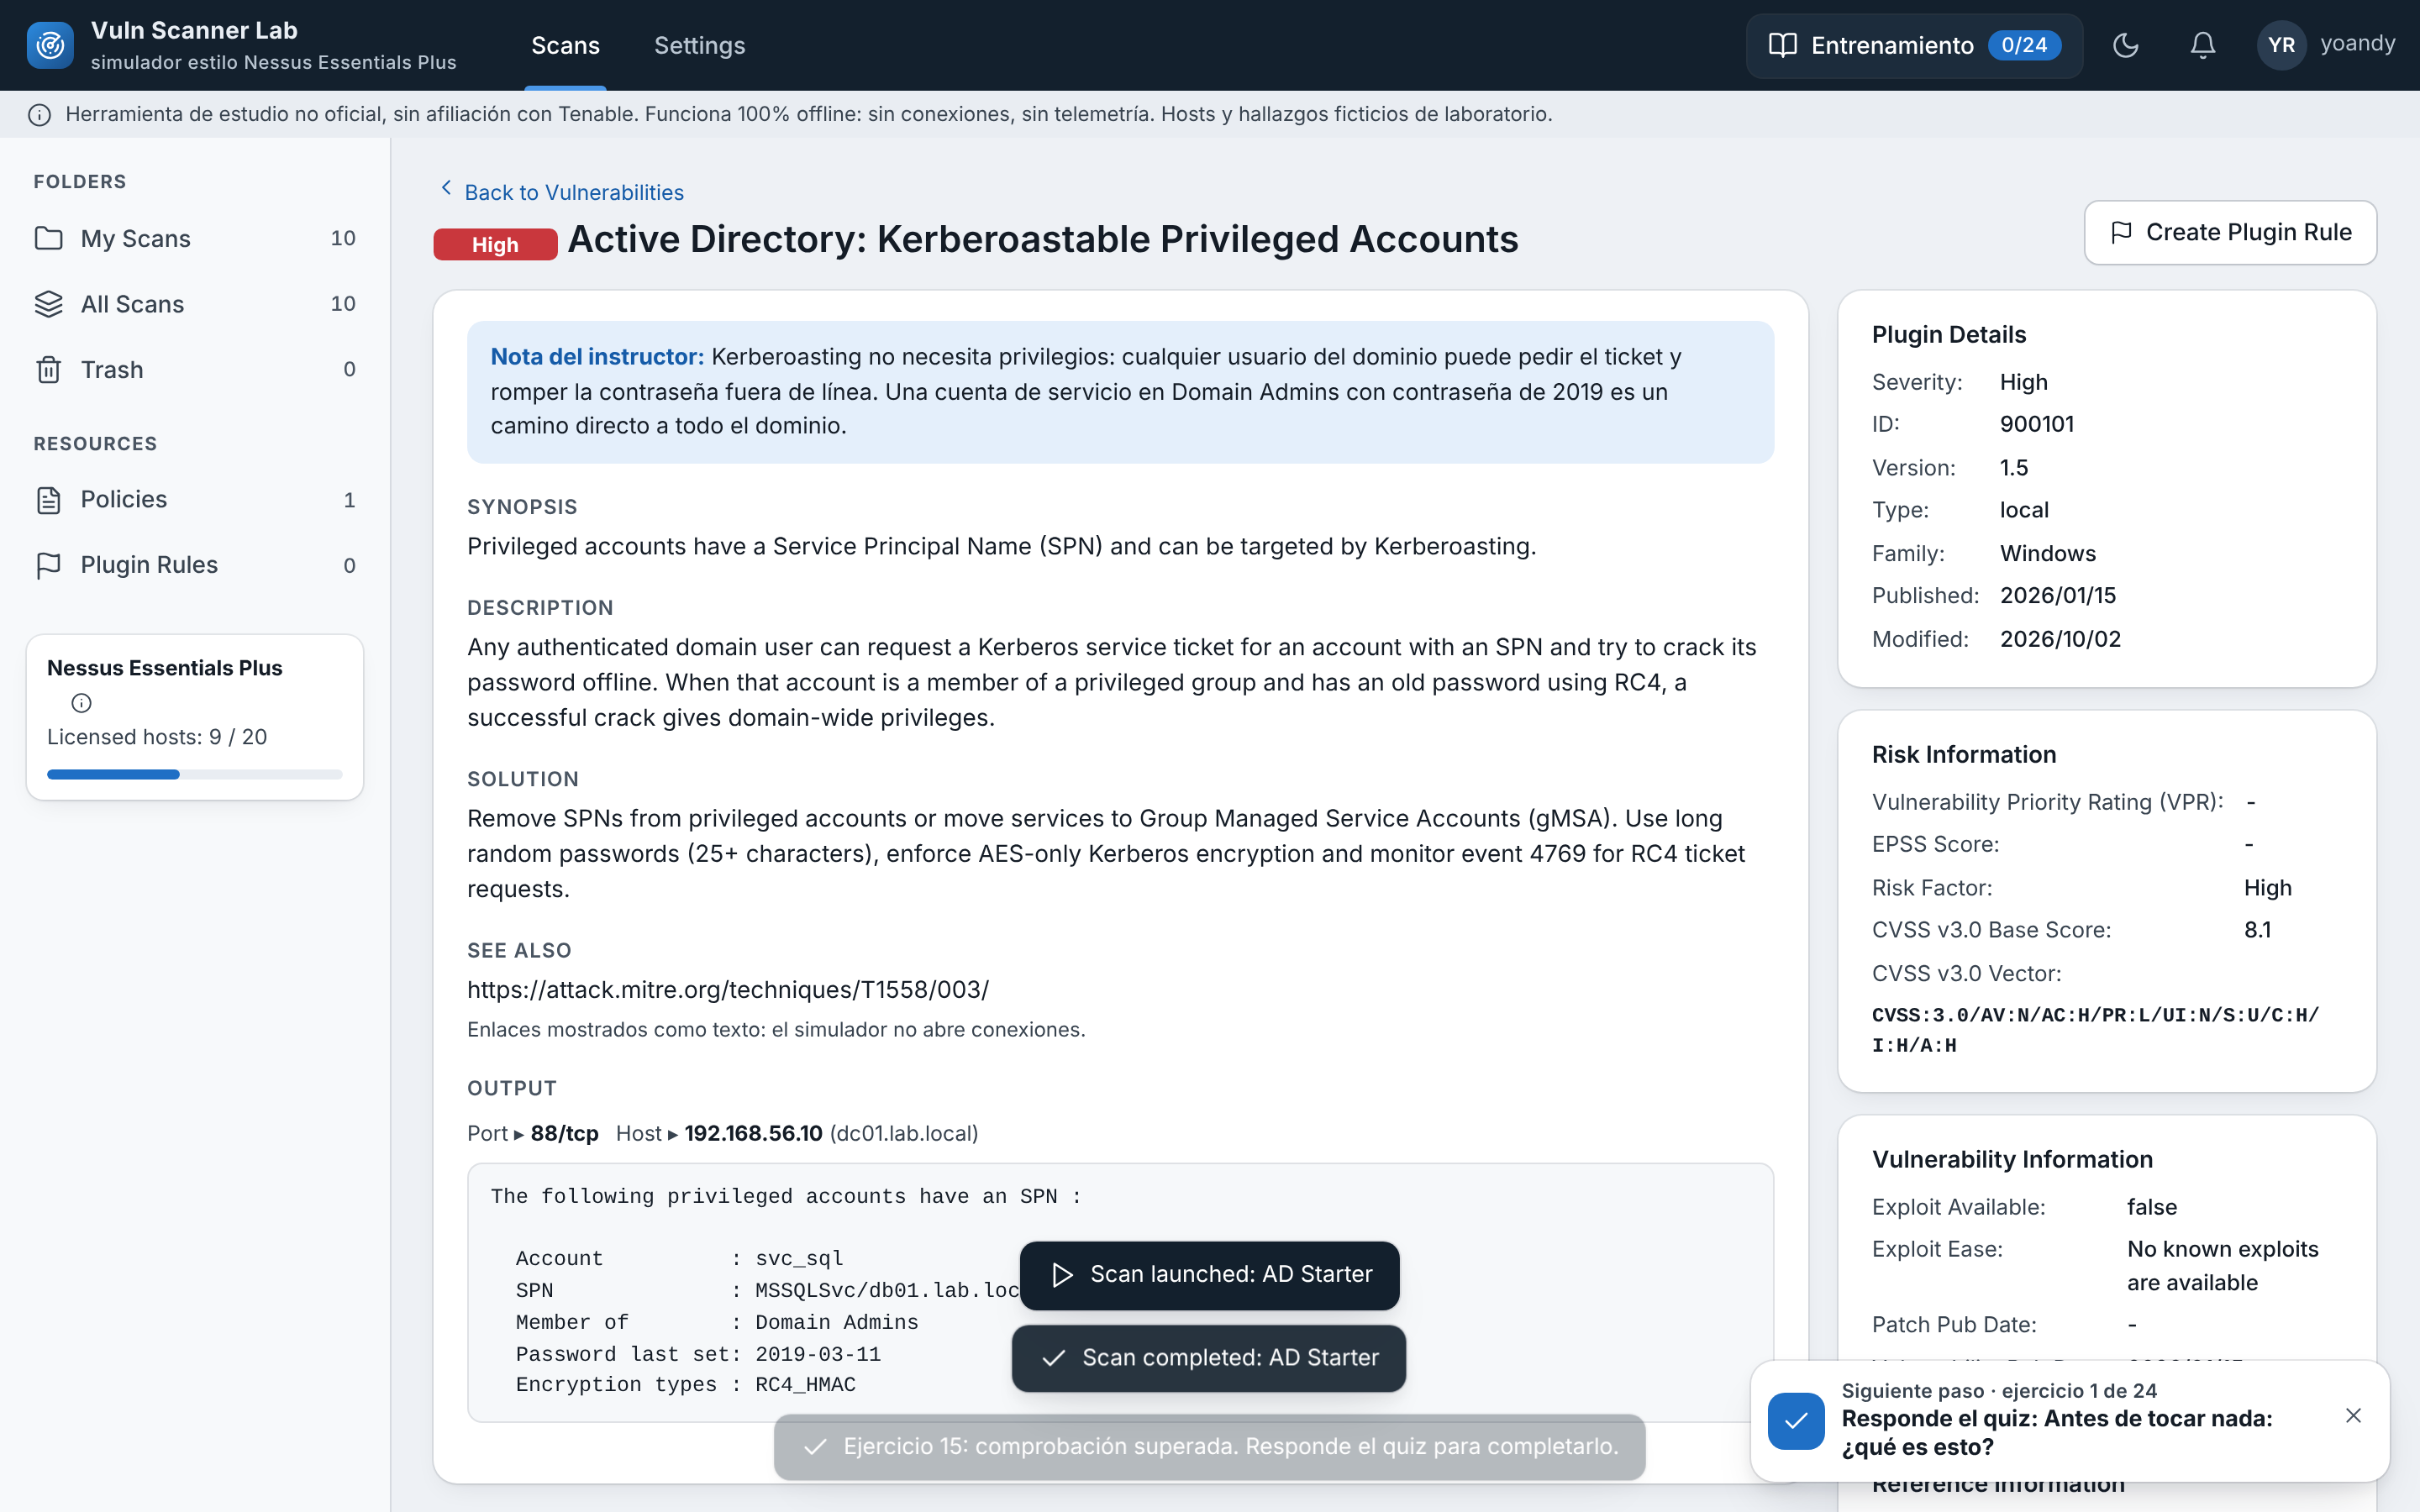 Vuln Scanner Lab
simulador estilo Nessus Essentials Plus
Scans
Settings
Entrenamiento 0/24
YR
yoandy
Herramienta de estudio no oficial, sin afiliación con Tenable. Funciona 100% offline: sin conexiones, sin telemetría. Hosts y hallazgos ficticios de laboratorio.
FOLDERS
My Scans 10
All Scans 10
Trash 0
RESOURCES
Policies 1
Plugin Rules 0
Nessus Essentials Plus
Licensed hosts: 9 / 20
Back to Vulnerabilities
High Active Directory: Kerberoastable Privileged Accounts
Create Plugin Rule
Nota del instructor: Kerberoasting no necesita privilegios: cualquier usuario del dominio puede pedir el ticket y
romper la contraseña fuera de línea. Una cuenta de servicio en Domain Admins con contraseña de 2019 es un
camino directo a todo el dominio.
SYNOPSIS
Privileged accounts have a Service Principal Name (SPN) and can be targeted by Kerberoasting.
DESCRIPTION
Any authenticated domain user can request a Kerberos service ticket for an account with an SPN and try to crack its
password offline. When that account is a member of a privileged group and has an old password using RC4, a
successful crack gives domain-wide privileges.
SOLUTION
Remove SPNs from privileged accounts or move services to Group Managed Service Accounts (gMSA). Use long
random passwords (25+ characters), enforce AES-only Kerberos encryption and monitor event 4769 for RC4 ticket
requests.
SEE ALSO
https://attack.mitre.org/techniques/T1558/003/
Enlaces mostrados como texto: el simulador no abre conexiones.
OUTPUT
Port ▸ 88/tcp Host ▸ 192.168.56.10 (dc01.lab.local)
The following privileged accounts have an SPN :
Account : svc_sql
SPN : MSSQLSvc/db01.lab.loc
Member of : Domain Admins
Password last set: 2019-03-11
Encryption types : RC4_HMAC
Scan launched: AD Starter
Scan completed: AD Starter
Ejercicio 15: comprobación superada. Responde el quiz para completarlo.
Plugin Details
Severity: High
ID: 900101
Version: 1.5
Type: local
Family: Windows
Published: 2026/01/15
Modified: 2026/10/02
Risk Information
Vulnerability Priority Rating (VPR): -
EPSS Score: -
Risk Factor: High
CVSS v3.0 Base Score: 8.1
CVSS v3.0 Vector:
CVSS:3.0/AV:N/AC:H/PR:L/UI:N/S:U/C:H/
I:H/A:H
Vulnerability Information
Exploit Available: false
Exploit Ease: No known exploits
are available
Patch Pub Date: -
Siguiente paso · ejercicio 1 de 24
Responde el quiz: Antes de tocar nada:
¿qué es esto?
Reference Information